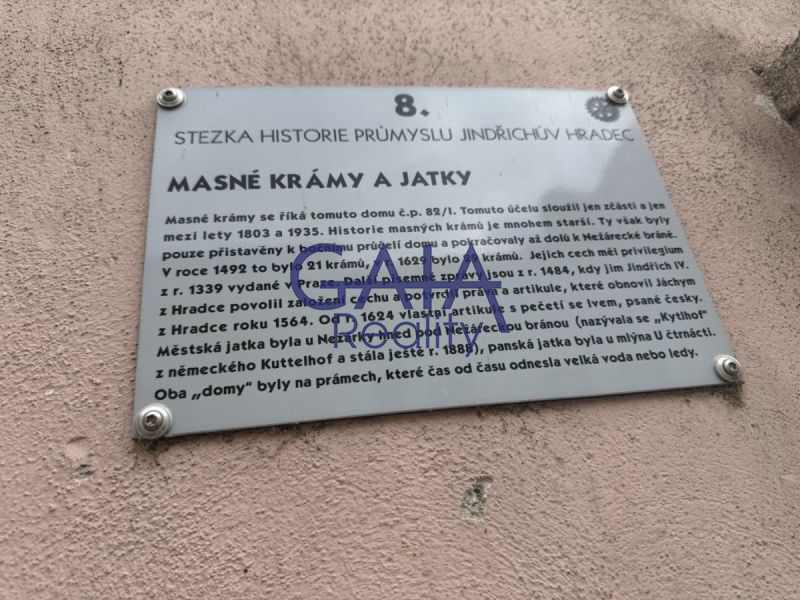 8.
STEZKA HISTORIE PRŮMYSLU JINDŘICHŮV HRADEC
MASNÉ KRÁMY A JATKY
Masné krámy se říká tomuto domu č.p. 82/I. Tomuto účelu sloužil jen zčásti a jen
mezi lety 1803 a 1935. Historie masných krámů je mnohem starší. Ty však byly
pouze přistavěny k bočnímu průčelí domu a pokračovaly až dolů k Nežárecké bráně.
V roce 1492 to bylo 21 krámů, v r. 1629 bylo krámů. Jejich cech měl privilegium
z r. 1339 vydané v Praze. Další písemné zprávy jsou z r. 1484, kdy jim Jindřich IV.
z Hradce povolil založení cechu a potvrdil práva a artikule, které obnovil Jáchym
z Hradce roku 1564. Od r. 1624 vlastní artikule s pečetí se lvem, psané česky.
Městská jatka byla u Nežárky hned pod Nežáreckou bránou (nazývala se „Kytlhof"
z německého Kuttelhof a stála ještě r. 1888), panská jatka byla u mlýna U čtrnácti.
Oba „domy" byly na prámech, které čas od času odnesla velká voda nebo ledy.
GAIA
Reality